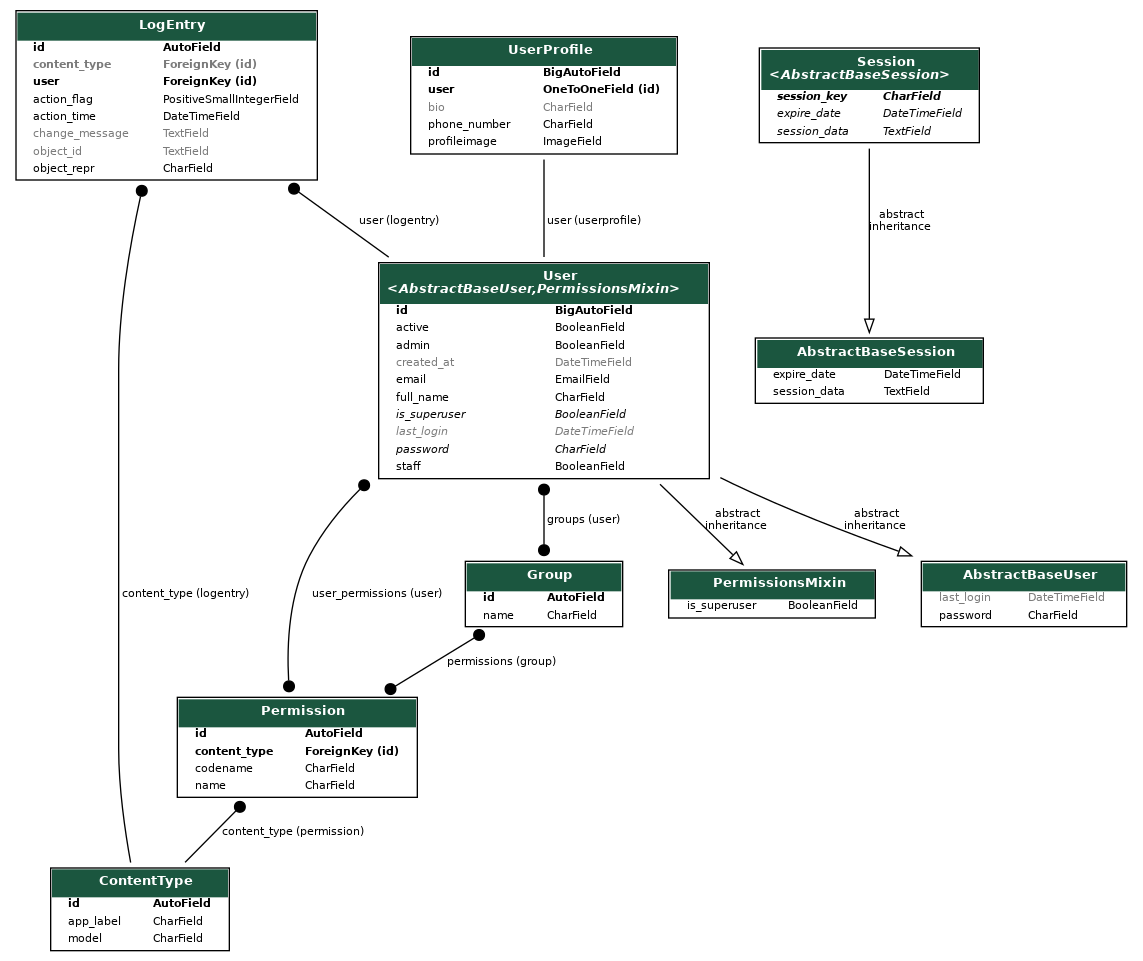 LogEntry
id AutoField
content_type ForeignKey (id)
user ForeignKey (id)
action_flag PositiveSmallIntegerField
action_time DateTimeField
change_message TextField
object_id TextField
object_repr CharField
UserProfile
id BigAutoField
user OneToOneField (id)
bio CharField
phone_number CharField
profileimage ImageField
Session
<AbstractBaseSession>
session_key CharField
expire_date DateTimeField
session_data TextField
user (logentry)
user (userprofile)
abstract
inheritance
User
<AbstractBaseUser,PermissionsMixin>
id BigAutoField
active BooleanField
admin BooleanField
created_at DateTimeField
email EmailField
full_name CharField
is_superuser BooleanField
last_login DateTimeField
password CharField
staff BooleanField
AbstractBaseSession
expire_date DateTimeField
session_data TextField
groups (user)
abstract
inheritance
abstract
inheritance
content_type (logentry)
user_permissions (user)
Group
id AutoField
name CharField
PermissionsMixin
is_superuser BooleanField
AbstractBaseUser
last_login DateTimeField
password CharField
permissions (group)
Permission
id AutoField
content_type ForeignKey (id)
codename CharField
name CharField
content_type (permission)
ContentType
id AutoField
app_label CharField
model CharField